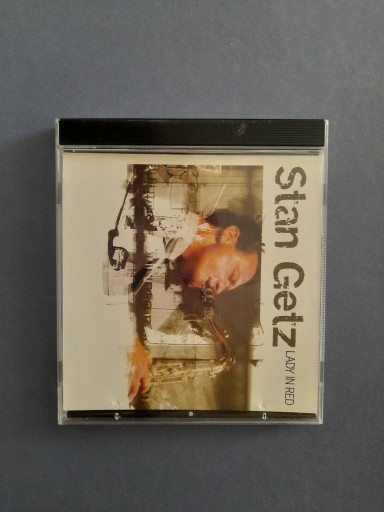 Stan Getz
LADY IN RED